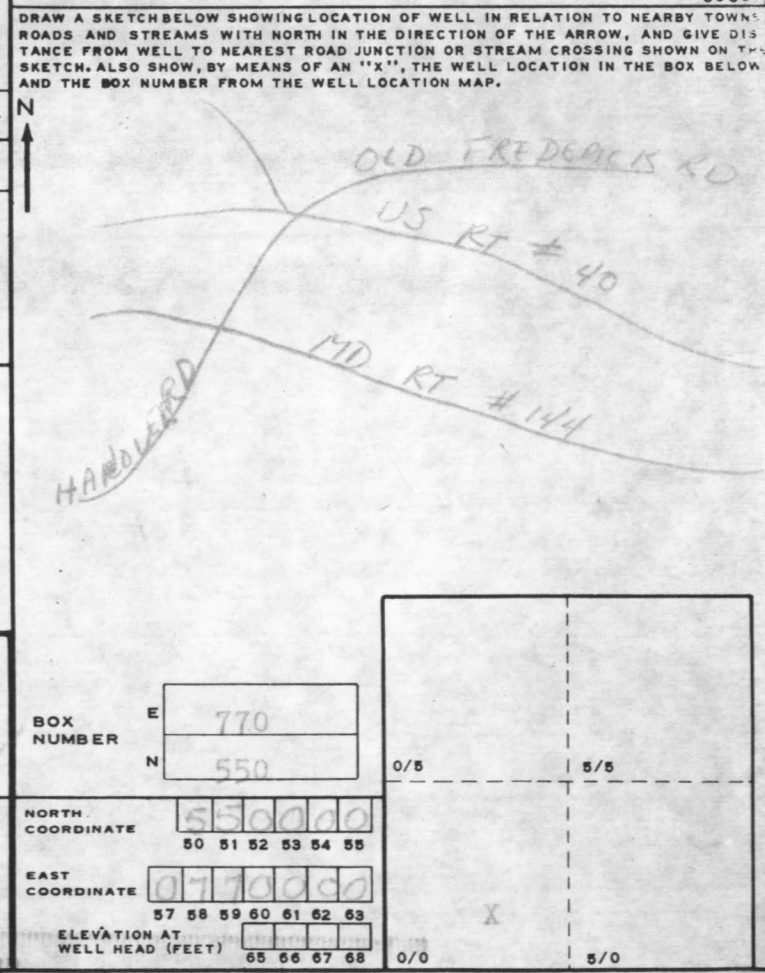 DRAW A SKETCH BELOW SHOWING LOCATION OF WELL IN RELATION TO NEARBY TOWNS
ROADS AND STREAMS WITH NORTH IN THE DIRECTION OF THE ARROW, AND GIVE DIS
TANCE FROM WELL TO NEAREST ROAD JUNCTION OR STREAM CROSSING SHOWN ON THE
SKETCH. ALSO SHOW, BY MEANS OF AN "X", THE WELL LOCATION IN THE BOX BELOW
AND THE BOX NUMBER FROM THE WELL LOCATION MAP.
N
OLD FREDERICK RD
US RT # 40
MD RT # 144
RD
BOX NUMBER
E 770
N 550
0/5 5/5
NORTH COORDINATE 550000
50 51 52 53 54 55
EAST COORDINATE 0770000
57 58 59 60 61 62 63
X
ELEVATION AT
WELL HEAD (FEET)
65 66 67 68
0/0 5/0